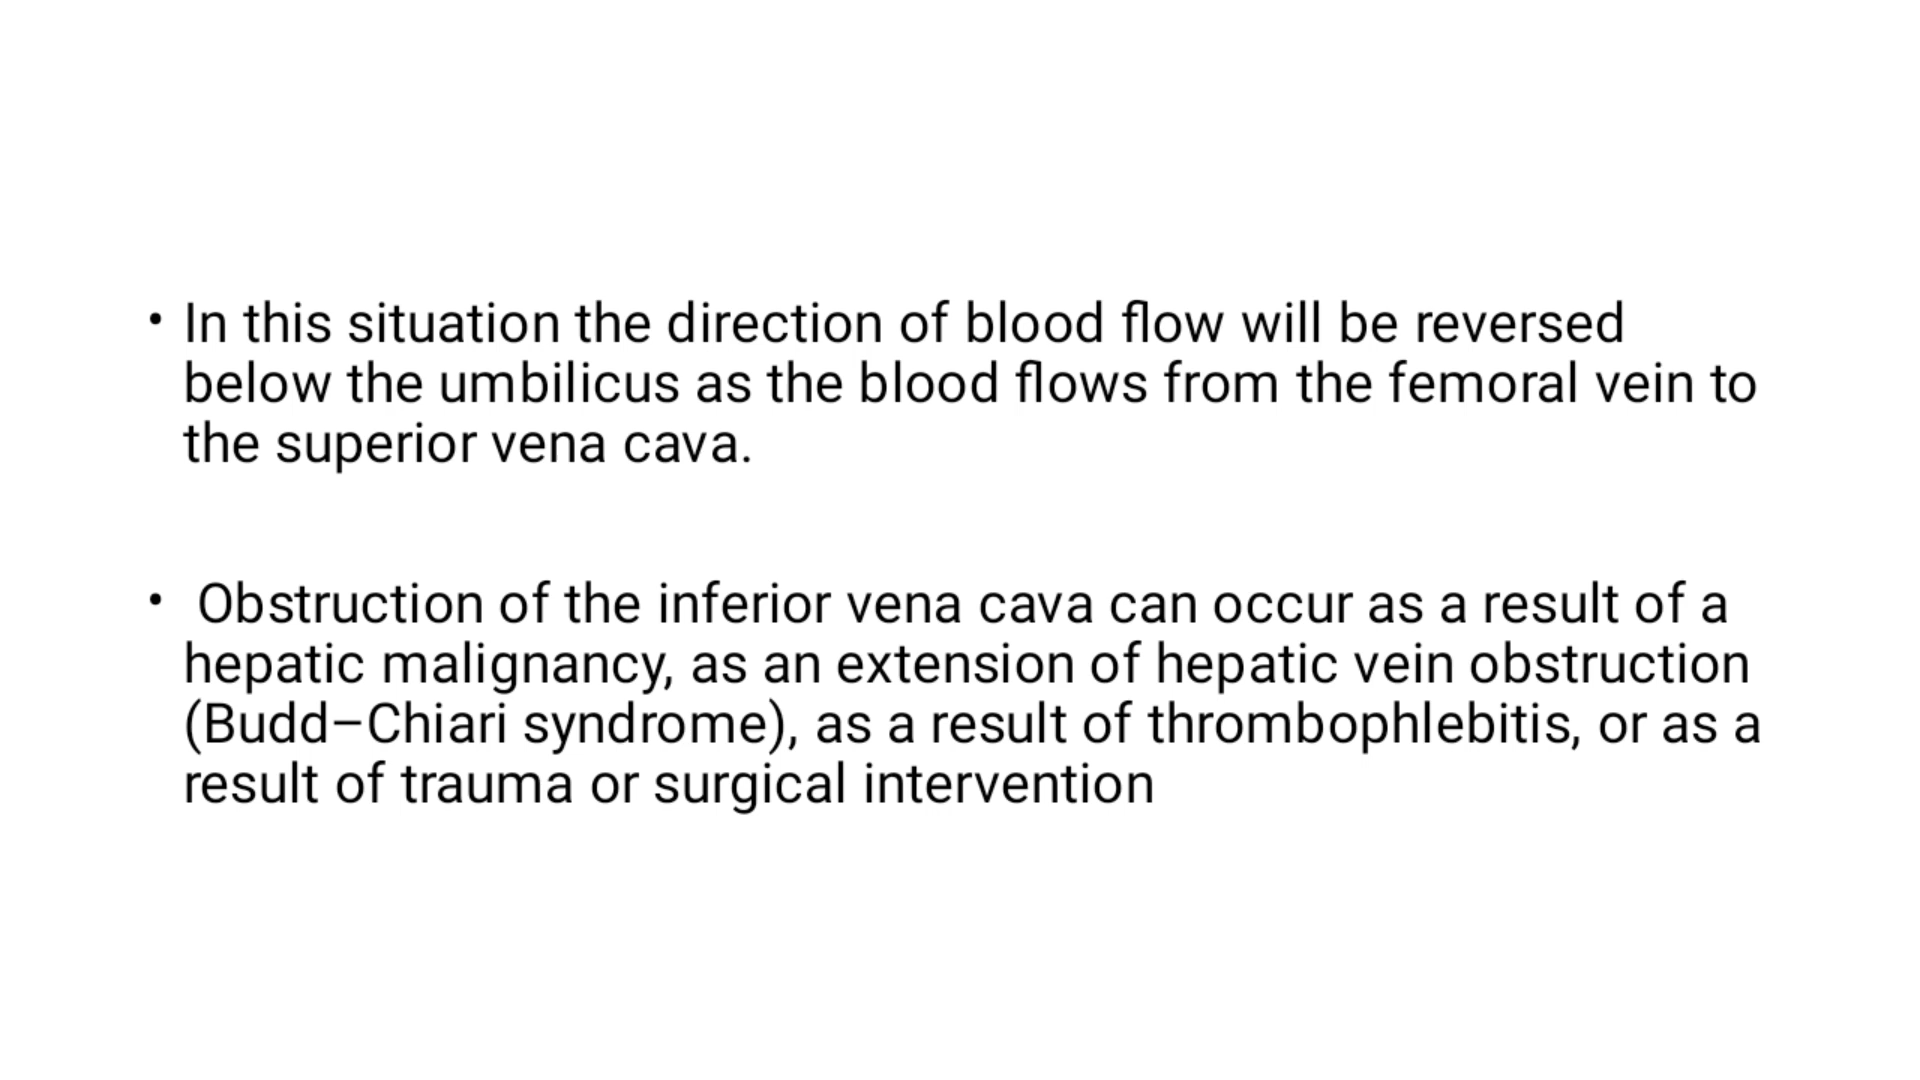 • In this situation the direction of blood flow will be reversed
below the umbilicus as the blood flows from the femoral vein to
the superior vena cava.
• Obstruction of the inferior vena cava can occur as a result of a
hepatic malignancy, as an extension of hepatic vein obstruction
(Budd–Chiari syndrome), as a result of thrombophlebitis, or as a
result of trauma or surgical intervention